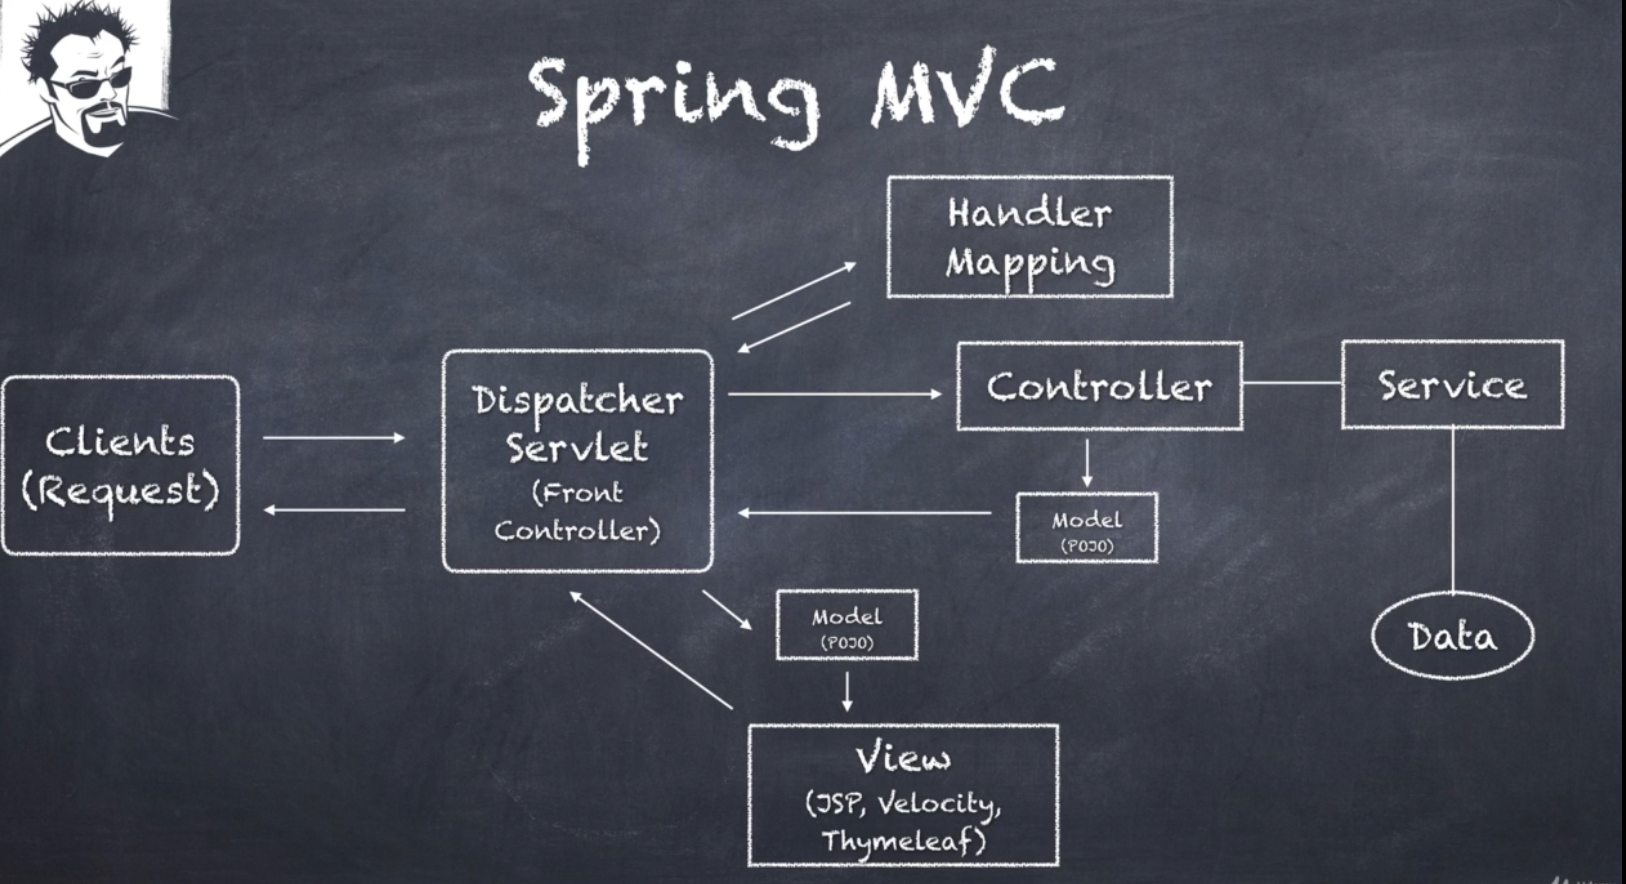 Spring MVC
Handler
Mapping
Clients
(Request)
Dispatcher
Servlet
(Front
Controller)
Controller
Service
Model
(POJO)
Model
(POJO)
Data
View
(JSP, Velocity,
Thymeleaf)